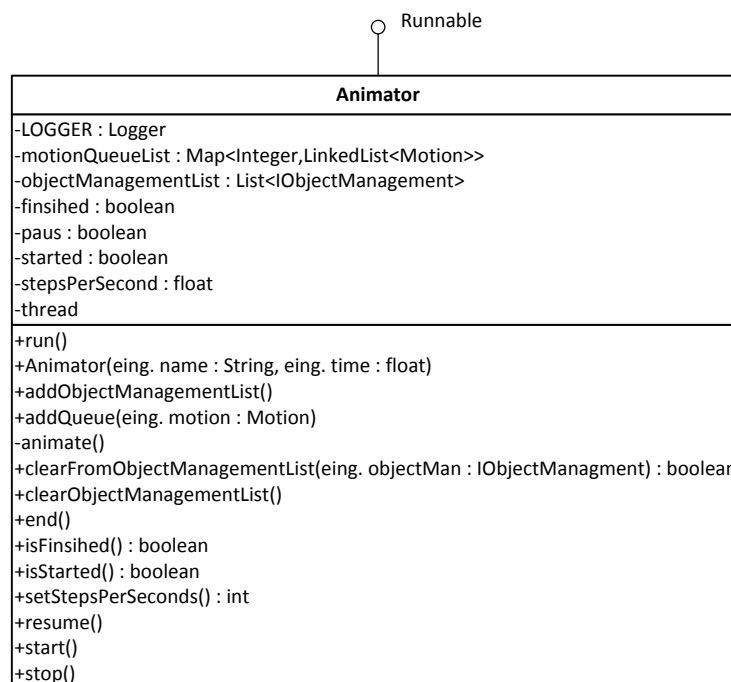 Runnable
Animator
-LOGGER : Logger
-motionQueueList : Map<Integer,LinkedList<Motion>>
-objectManagementList : List<IObjectManagement>
-finsihed : boolean
-paus : boolean
-started : boolean
-stepsPerSecond : float
-thread
+run()
+Animator(eing. name : String, eing. time : float)
+addObjectManagementList()
+addQueue(eing. motion : Motion)
-animate()
+clearFromObjectManagementList(eing. objectMan : IObjectManagment) : boolean
+clearObjectManagementList()
+end()
+isFinsihed() : boolean
+isStarted() : boolean
+setStepsPerSeconds() : int
+resume()
+start()
+stop()